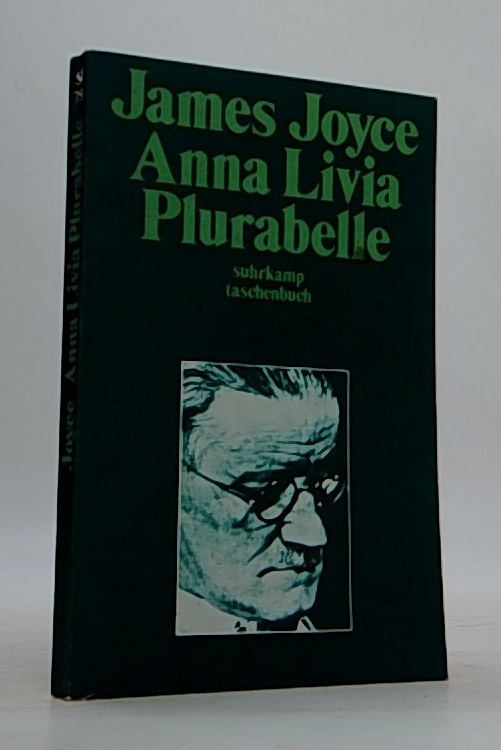 James Joyce
Anna Livia
Plurabelle
suhrkamp
taschenbuch
Joyce Anna Livia Plurabelle